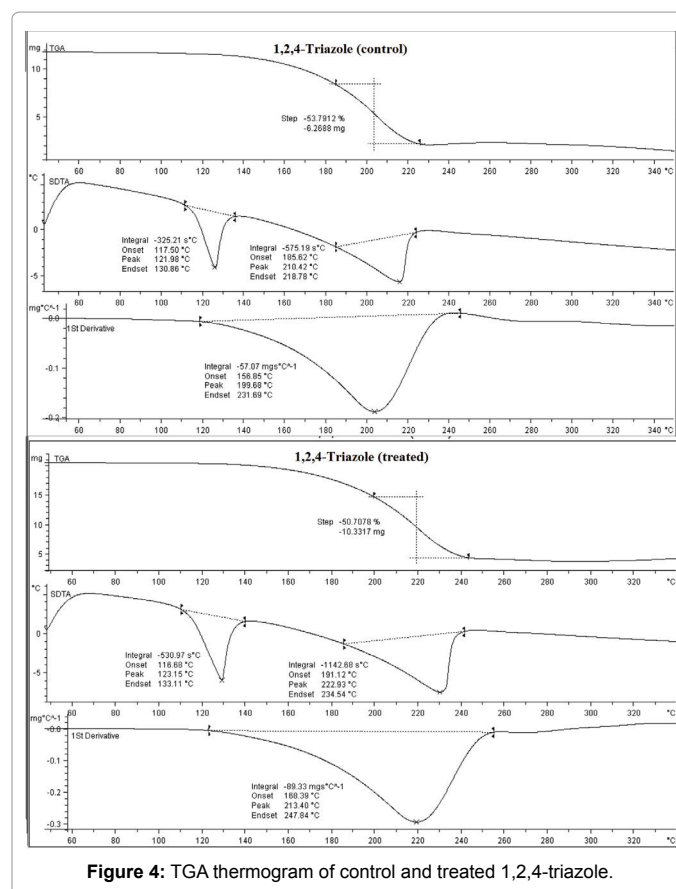 1,2,4-Triazole (control)
mg TGA
10
5
Step -53.7912 %
-6.2688 mg
60 80 100 120 140 160 180 200 220 240 260 280 300 320 340 °C
°C
SDTA
0
-5
Integral -325.21 s°C
Onset 117.50 °C
Peak 121.98 °C
Endset 130.86 °C
Integral -575.19 s°C
Onset 185.62 °C
Peak 210.42 °C
Endset 218.78 °C
60 80 100 120 140 160 180 200 220 240 260 280 300 320 340 °C
mg°C^-1
0.0
1St Derivative
-0.1
-0.2
Integral -57.07 mgs°C^-1
Onset 156.85 °C
Peak 199.68 °C
Endset 231.69 °C
60 80 100 120 140 160 180 200 220 240 260 280 300 320 340 °C
1,2,4-Triazole (treated)
mg TGA
15
10
5
Step -50.7078 %
-10.3317 mg
60 80 100 120 140 160 180 200 220 240 260 280 300 320 °C
°C
SDTA
0
-5
Integral -530.97 s°C
Onset 116.68 °C
Peak 123.15 °C
Endset 133.11 °C
Integral -1142.68 s°C
Onset 191.12 °C
Peak 222.93 °C
Endset 234.54 °C
60 80 100 120 140 160 180 200 220 240 260 280 300 320 °C
mg°C^-1
-0.0
1St Derivative
-0.1
-0.2
-0.3
Integral -89.33 mgs°C^-1
Onset 168.39 °C
Peak 213.40 °C
Endset 247.84 °C
60 80 100 120 140 160 180 200 220 240 260 280 300 320 °C
Figure 4: TGA thermogram of control and treated 1,2,4-triazole.